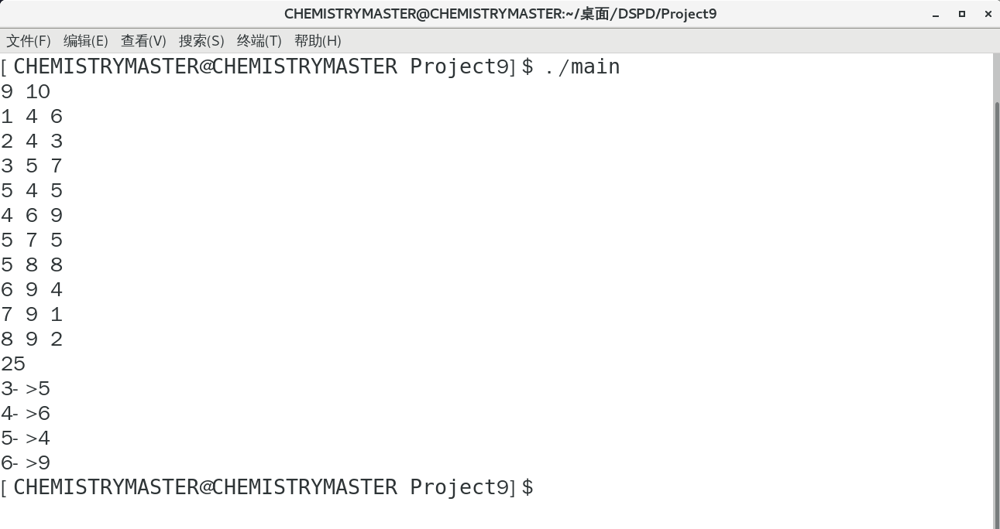 CHEMISTRYMASTER@CHEMISTRYMASTER:~/桌面/DSPD/Project9
文件(F) 编辑(E) 查看(V) 搜索(S) 终端(T) 帮助(H)
[CHEMISTRYMASTER@CHEMISTRYMASTER Project9]$ ./main
9 10
1 4 6
2 4 3
3 5 7
5 4 5
4 6 9
5 7 5
5 8 8
6 9 4
7 9 1
8 9 2
25
3->5
4->6
5->4
6->9
[CHEMISTRYMASTER@CHEMISTRYMASTER Project9]$